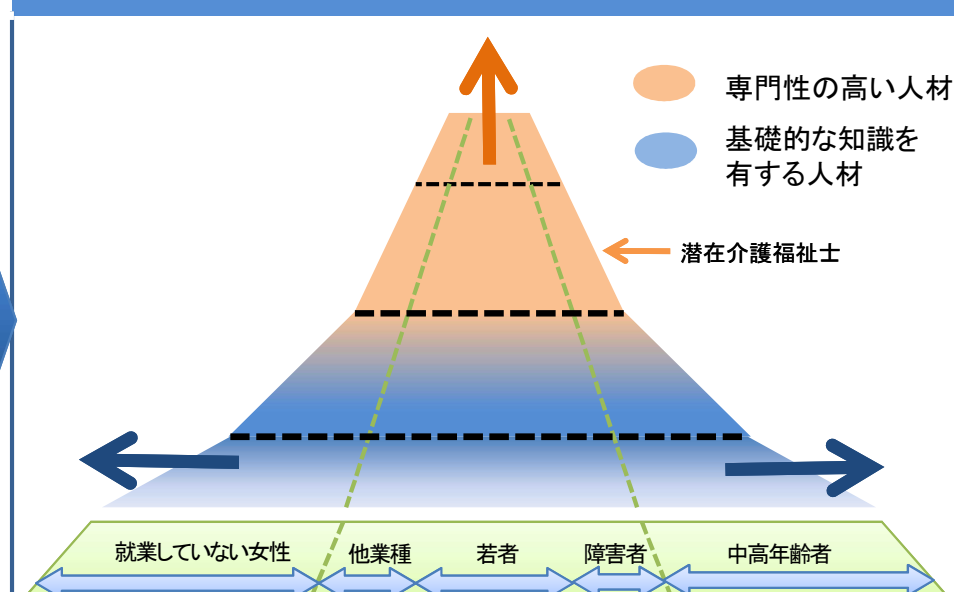 専門性の高い人材
基礎的な知識を
有する人材
潜在介護福祉士
就業していない女性
他業種
若者
障害者
中高年齢者